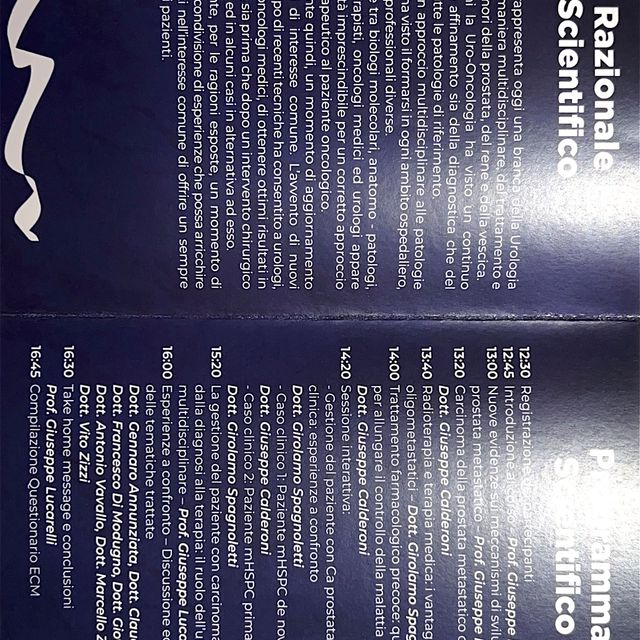 Razionale
Scientifico
rappresenta oggi una branca della Urologia
maniera multidisciplinare, del trattamento e
mori della prostata, del rene e della vescica.
ni la Uro-Oncologia ha visto un continuo
affinamento sia della diagnostica che del
tte le patologie di riferimento.
n approccio multidisciplinare alle patologie
ma visto il formarsi in ogni ambito ospedaliero,
professionali diverse.
e tra biologi molecolari, anatomo - patologi,
rapisti, oncologi medici ed urologi appare
tà imprescindibile per un corretto approccio
apeutico al paziente oncologico.
nte quindi, un momento di aggiornamento
di interesse comune. L'avvento di nuovi
po di recenti tecniche ha consentito a urologi,
oncologi medici, di ottenere ottimi risultati in
sia prima che dopo un intervento chirurgico
ed in alcuni casi in alternativa ad esso.
nte, per le ragioni esposte, un momento di
condivisione di esperienze che possa arricchire
i nell'interesse comune di offrire un sempre
i pazienti.
12:30 Registrazione partecipanti
12:45 Introduzione al corso - Prof. Giuseppe
13:00 Nuove evidenze sui meccanismi di svilu
prostata metastatico - Prof. Giuseppe
13:20 Carcinoma della prostata metastatico
Dott. Giuseppe Calderoni
13:40 Radioterapia e terapia medica: i vanta
oligometastatici - Dott. Girolamo Spag
14:00 Trattamento farmacologico precoce: q
per allungare il controllo della malattia
Dott. Giuseppe Calderoni
14:20 Sessione interattiva:
- Gestione del paziente con Ca prostata
clinica: esperienze a confronto
Dott. Girolamo Spagnoletti
- Caso clinico 1: Paziente mHSPC de nov
Dott. Giuseppe Calderoni
- Caso clinico 2: Paziente mHSPC prima
Dott. Girolamo Spagnoletti
15:20 La gestione del paziente con carcinoma
dalla diagnosi alla terapia: il ruolo dell'u
multidisciplinare - Prof. Giuseppe Luca
16:00 Esperienze a confronto - Discussione ed
delle tematiche trattate
Dott. Gennaro Annunziata, Dott. Claud
Dott. Francesco Di Modugno, Dott. Gio
Dott. Antonio Vavallo, Dott. Marcello Z
Dott. Vito Zizzi
16:30 Take home message e conclusioni
Prof. Giuseppe Lucarelli
16:45 Compilazione Questionario ECM